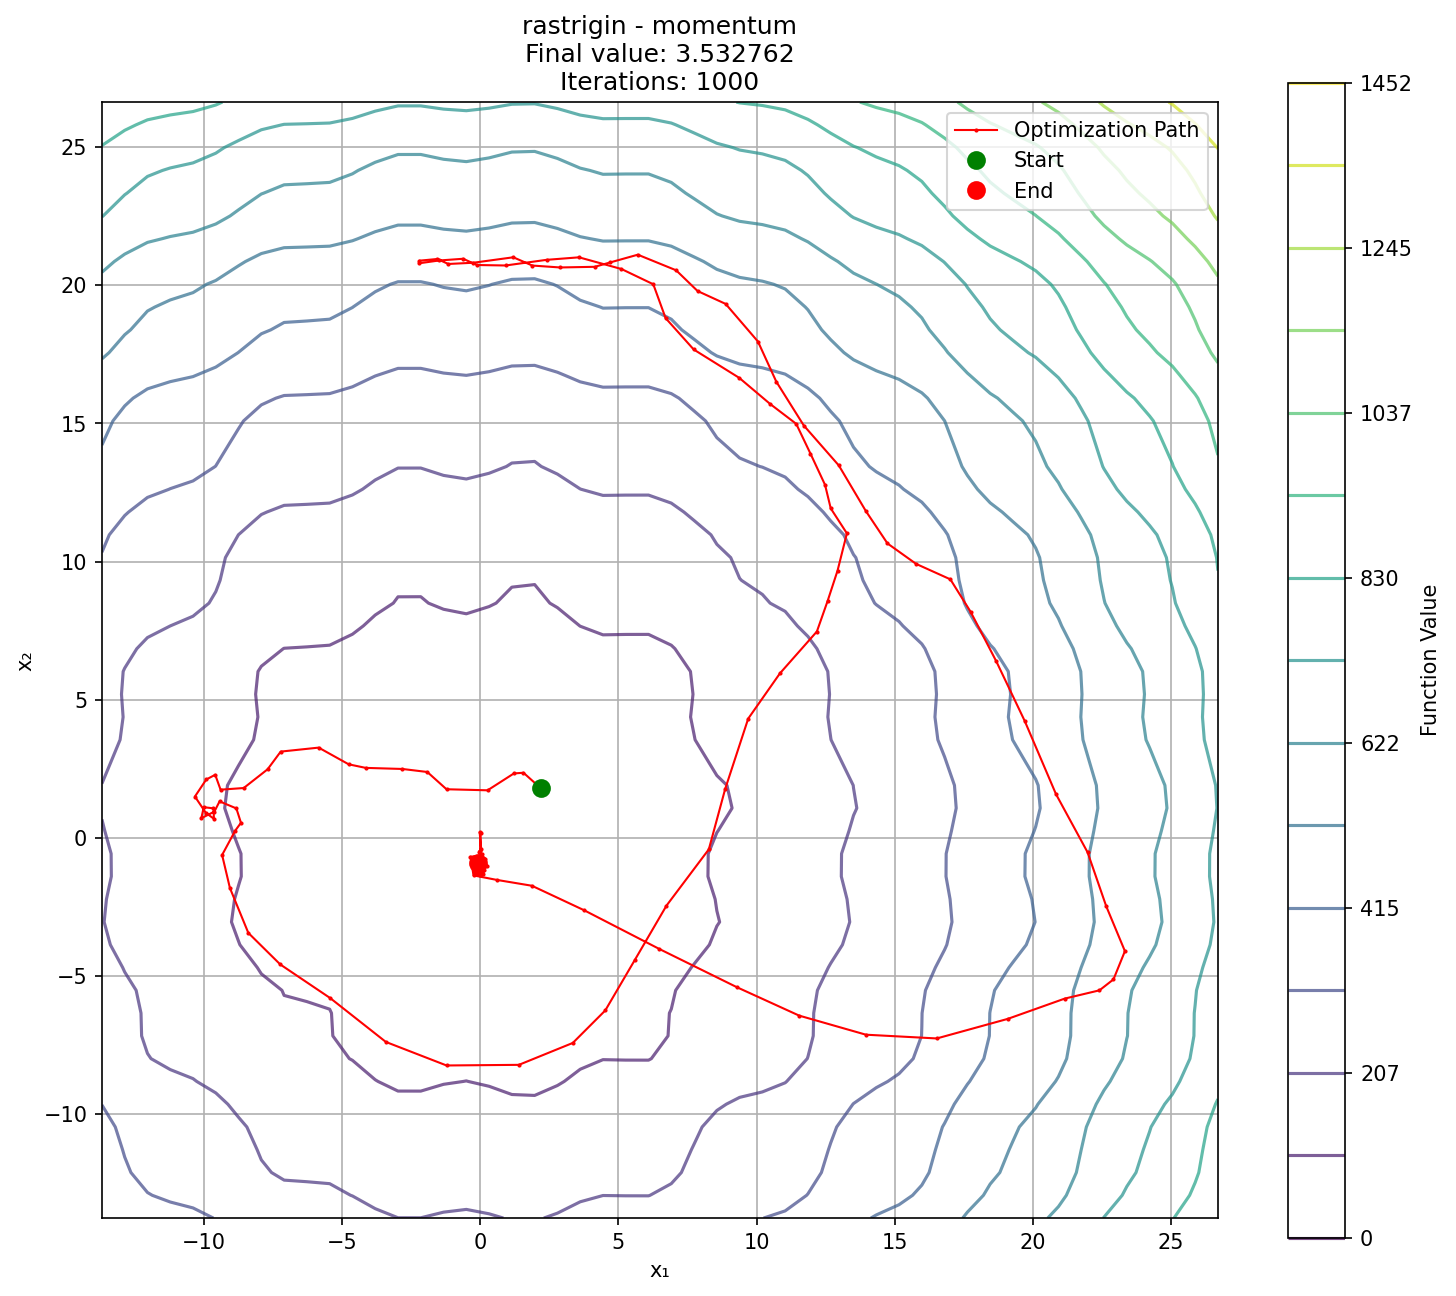 rastrigin - momentum
Final value: 3.532762
Iterations: 1000
Optimization Path
Start
End
25
20
15
10
5
0
−5
−10
x₂
−10
−5
0
5
10
15
20
25
x₁
1452
1245
1037
830
622
415
207
0
Function Value